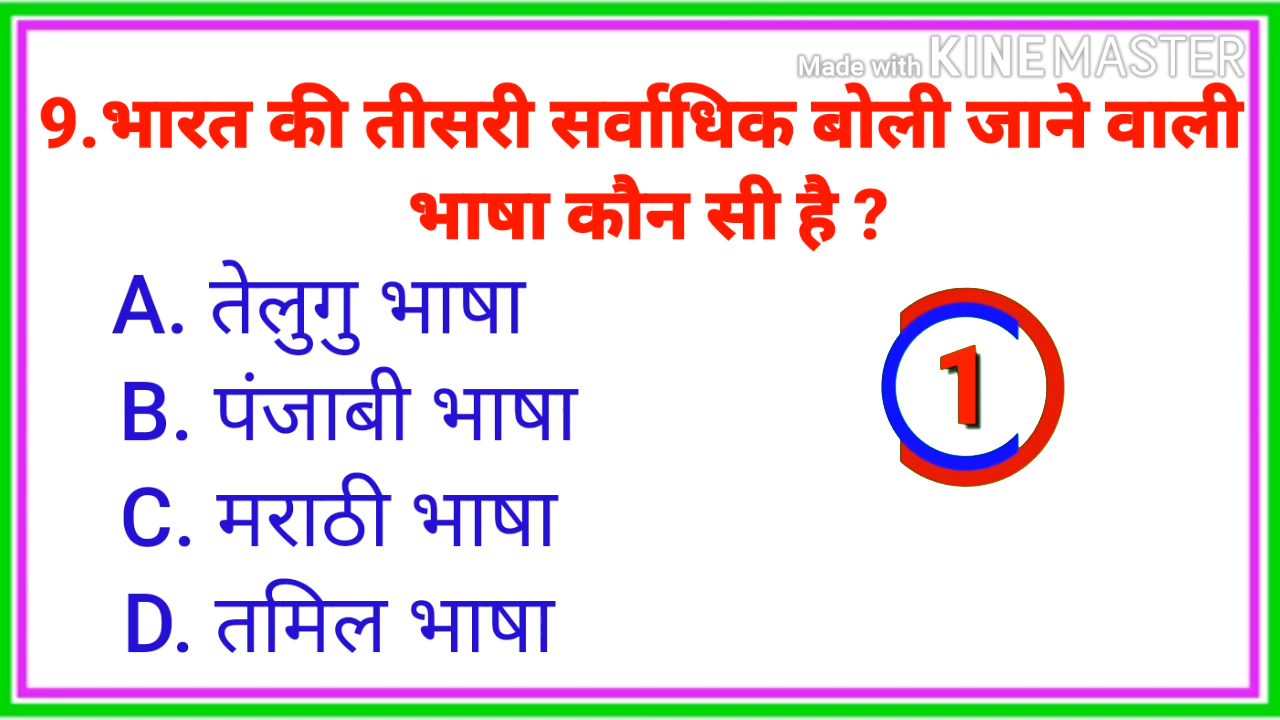 Made with KINEMASTER
9.भारत की तीसरी सर्वाधिक बोली जाने वाली
भाषा कौन सी है ?
A. तेलुगु भाषा
B. पंजाबी भाषा
C. मराठी भाषा
D. तमिल भाषा
1